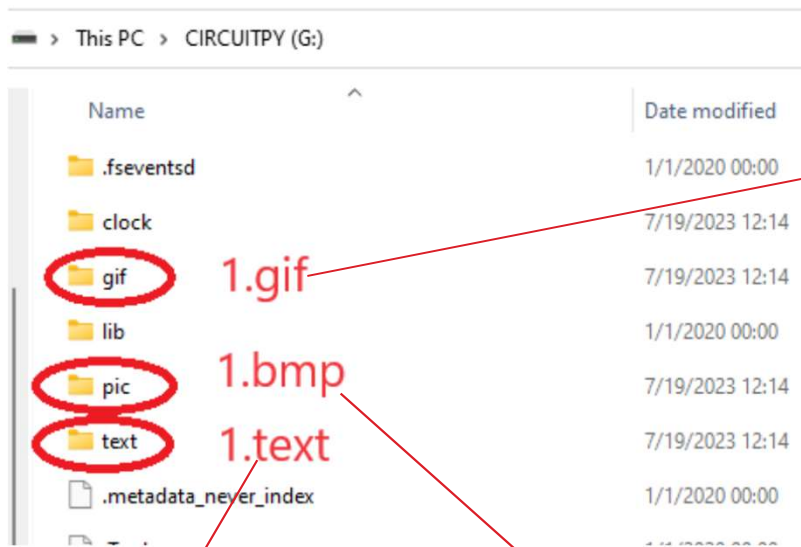 This PC > CIRCUITPY (G:)
Name Date modified
.fseventsd 1/1/2020 00:00
clock 7/19/2023 12:14
gif 1.gif 7/19/2023 12:14
lib 1/1/2020 00:00
pic 1.bmp 7/19/2023 12:14
text 1.text 7/19/2023 12:14
.metadata_never_index 1/1/2020 00:00